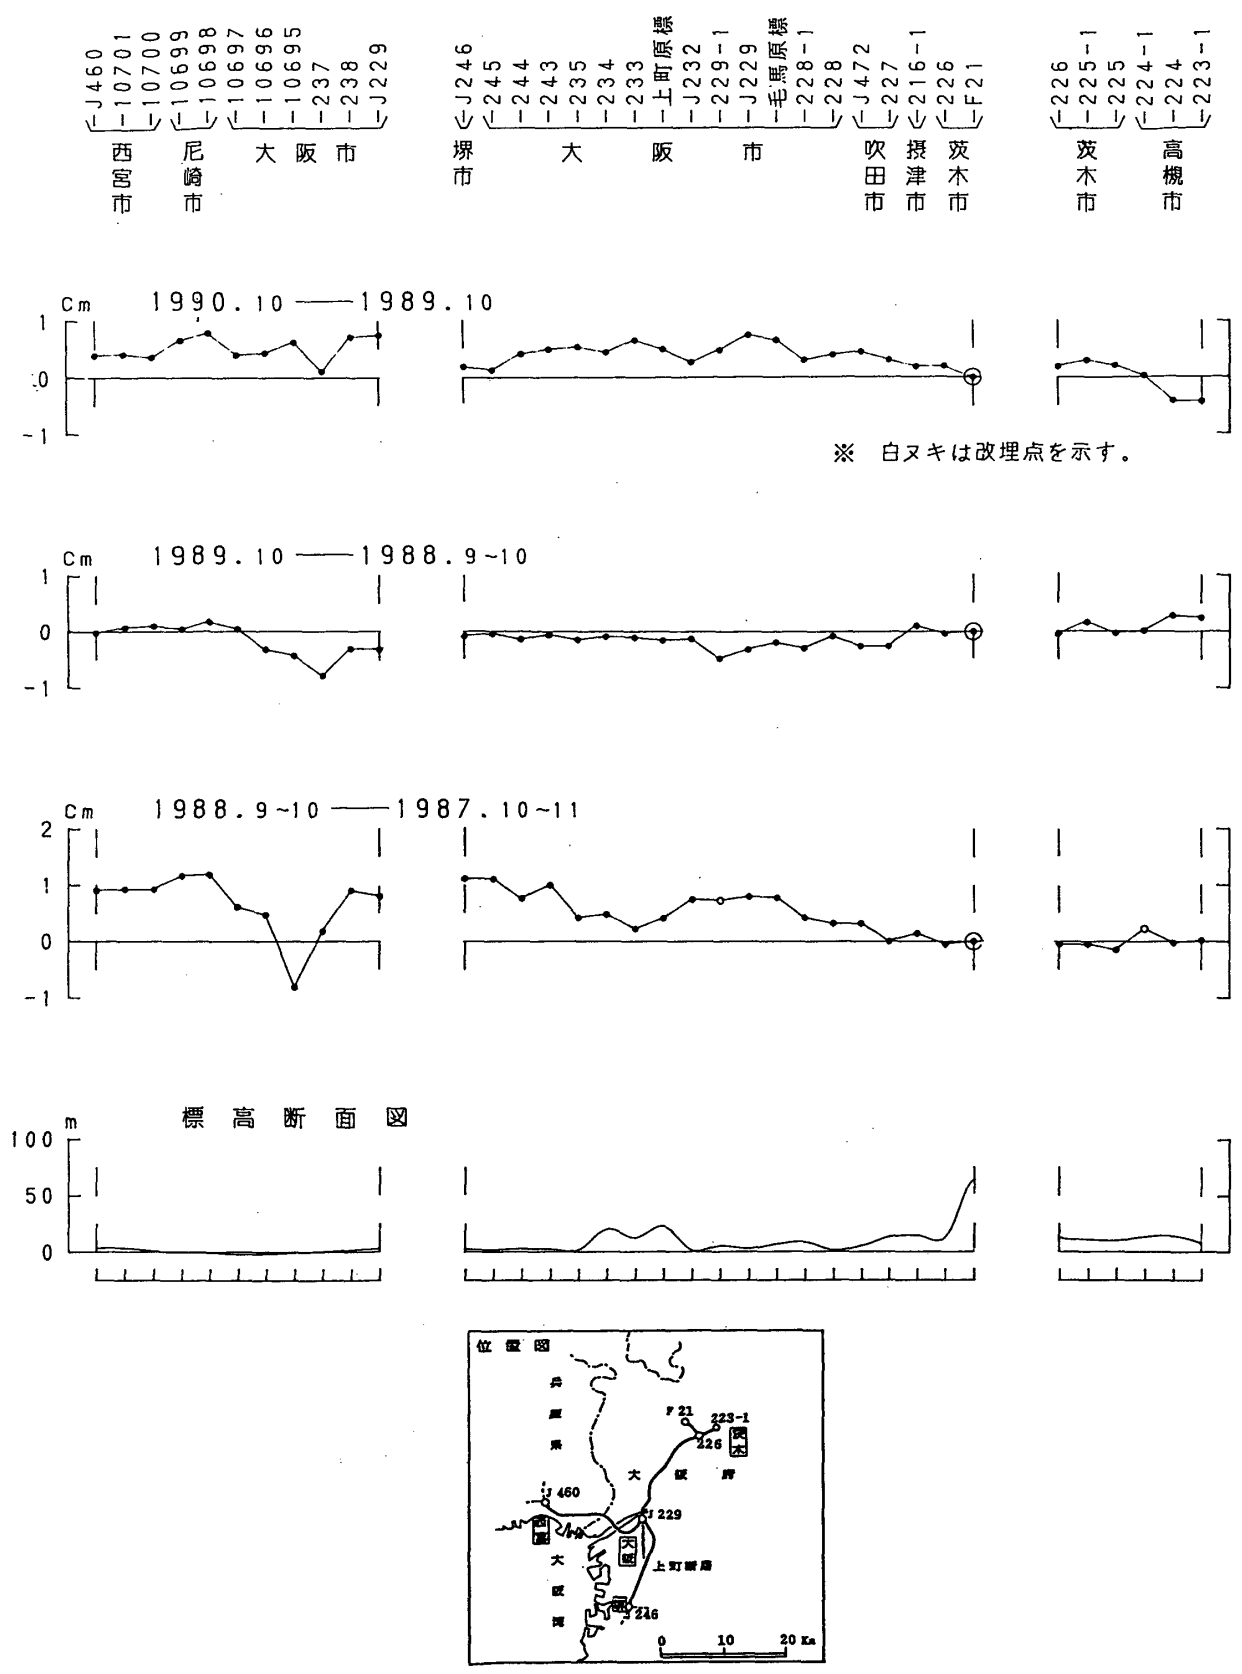 J460
10701
10700
10699
10698
10697
10696
10695
237
238
J229
J246
245
244
243
235
234
233
上町原標
J232
229-1
J229
毛馬原標
228-1
228
J472
227
216-1
226
F21
226
225-1
225
224-1
224
223-1
西宮市
尼崎市
大阪市
堺市
大阪市
吹田市
摂津市
茨木市
茨木市
高槻市
Cm 1990.10 —— 1989.10
1
0
-1
※ 白ヌキは改埋点を示す。
Cm 1989.10 —— 1988.9~10
1
0
-1
Cm 1988.9~10 —— 1987.10~11
2
1
0
-1
m 標高断面図
100
50
0
位置図
兵庫県
F21
223-1
226
茨木
大阪府
J460
J229
西宮
大阪
大阪湾
上町断層
堺
J246
0 10 20 Km